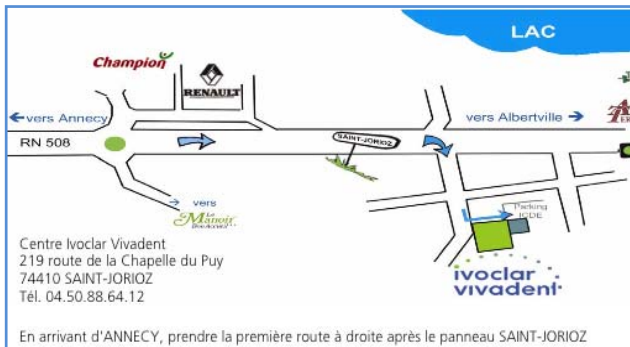 LAC
Champion
RENAULT
vers Annecy
vers Albertville
RN 508
SAINT-JORIOZ
vers
Le
Manoir
Parking
IODE
ivoclar
vivadent
Centre Ivoclar Vivadent
219 route de la Chapelle du Puy
74410 SAINT-JORIOZ
Tél. 04.50.88.64.12
En arrivant d'ANNECY, prendre la première route à droite après le panneau SAINT-JORIOZ